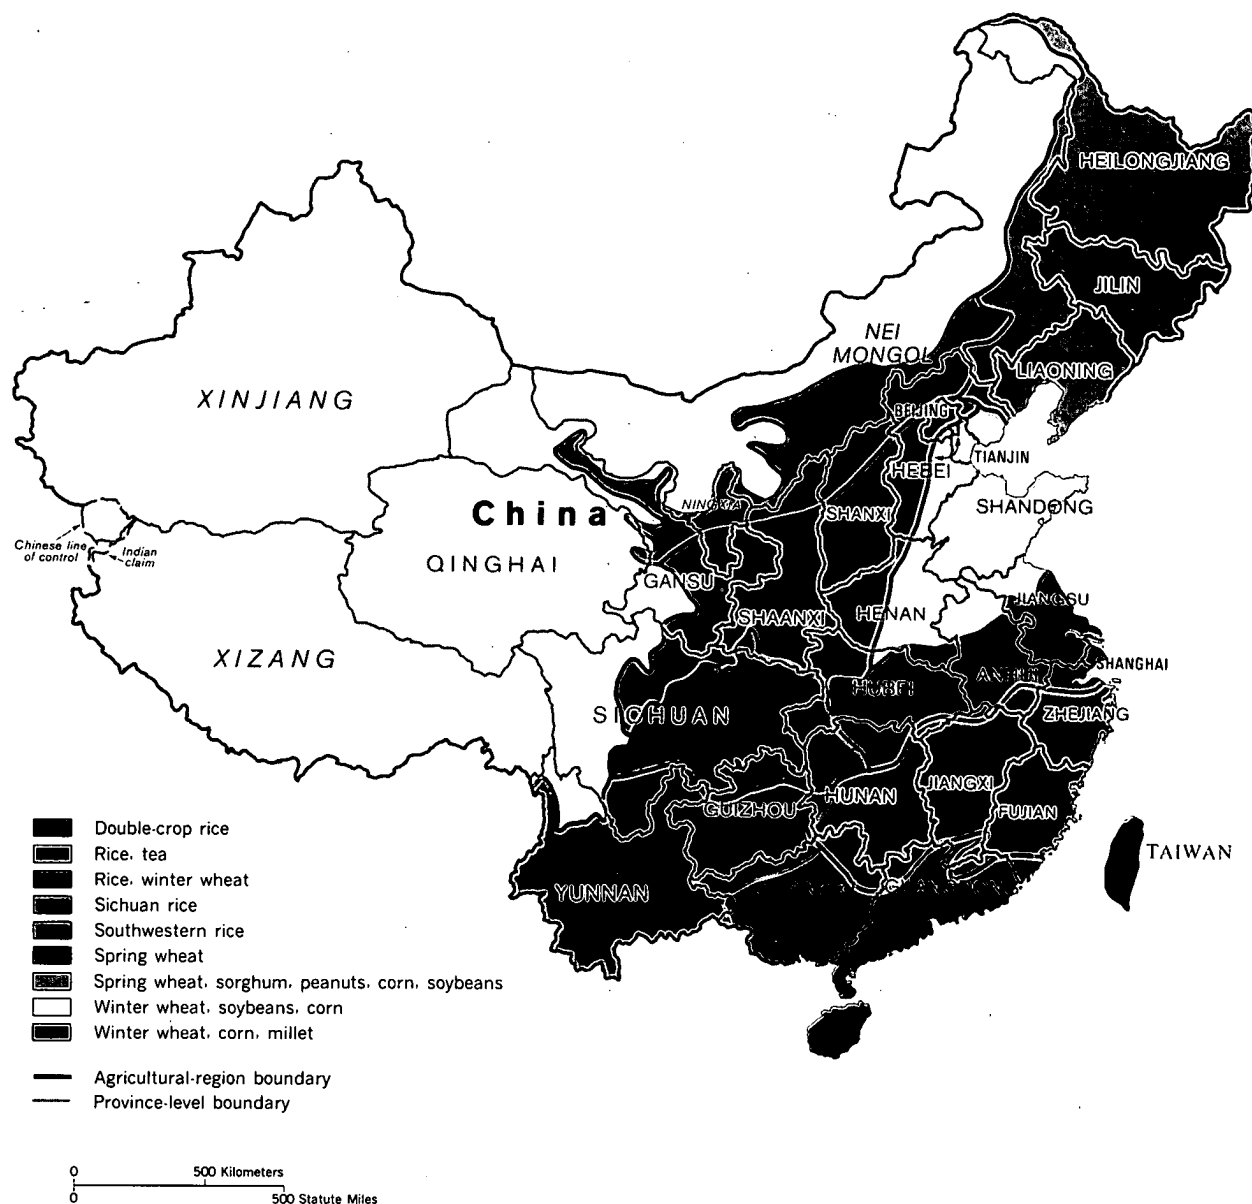 HEILONGJIANG
JILIN
NEI
MONGOL
LIAONING
XINJIANG
BEIJING
TIANJIN
HEBEI
NINGXIA
SHANDONG
China
SHANXI
Chinese line
of control
Indian
claim
QINGHAI
GANSU
JIANGSU
SHAANXI
HENAN
XIZANG
SHANGHAI
HUBEI
ANHUI
SICHUAN
ZHEJIANG
JIANGXI
HUNAN
GUIZHOU
FUJIAN
TAIWAN
YUNNAN
Double-crop rice
Rice, tea
Rice, winter wheat
Sichuan rice
Southwestern rice
Spring wheat
Spring wheat, sorghum, peanuts, corn, soybeans
Winter wheat, soybeans, corn
Winter wheat, corn, millet
Agricultural-region boundary
Province-level boundary
0 500 Kilometers
0 500 Statute Miles